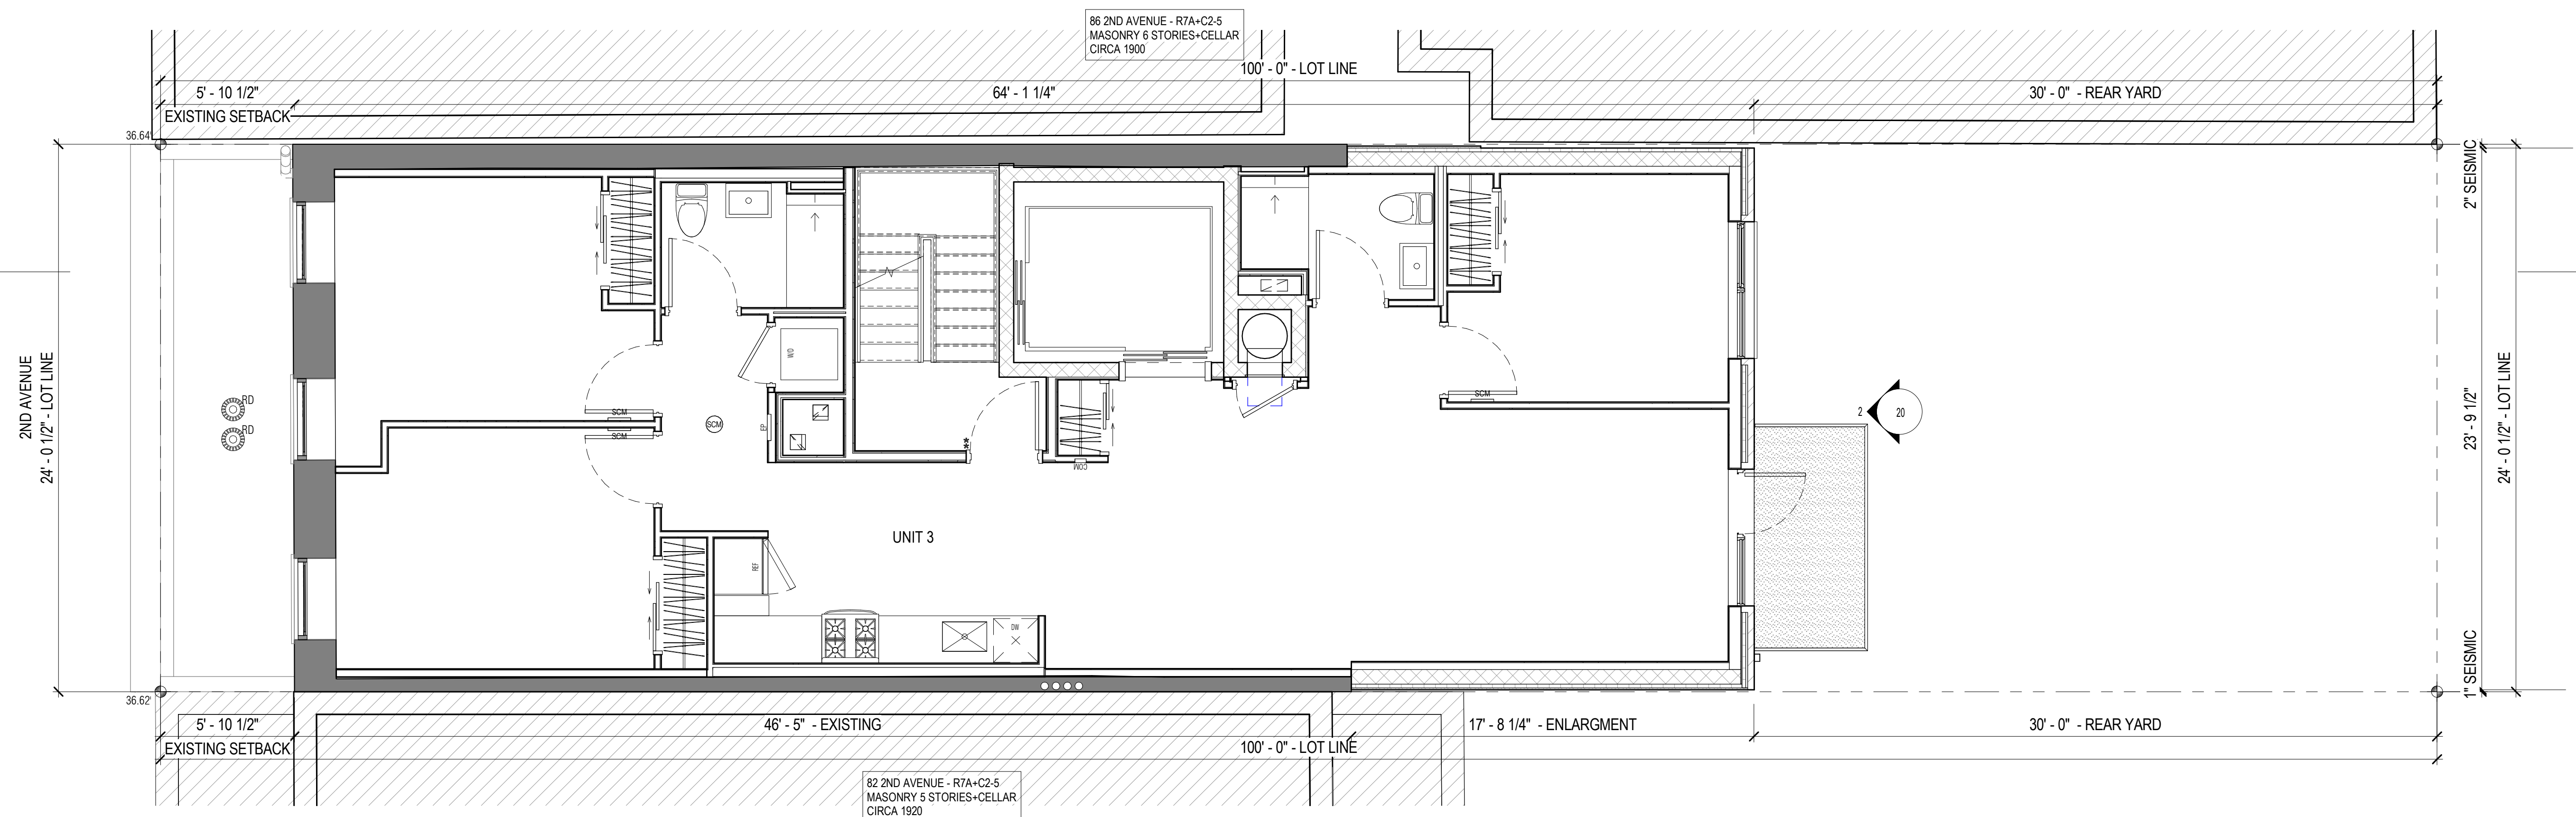 86 2ND AVENUE - R7A+C2-5
MASONRY 6 STORIES+CELLAR
CIRCA 1900
100' - 0" - LOT LINE
5' - 10 1/2"
64' - 1 1/4"
30' - 0" - REAR YARD
EXISTING SETBACK
36.64'
2" SEISMIC
2ND AVENUE
24' - 0 1/2" - LOT LINE
W/D
RD
RD
SCM
SCM
SCM
EP
**
COM
SCM
2
20
23' - 9 1/2"
24' - 0 1/2" - LOT LINE
UNIT 3
REF
DW
1" SEISMIC
36.62'
5' - 10 1/2"
46' - 5" - EXISTING
17' - 8 1/4" - ENLARGMENT
30' - 0" - REAR YARD
EXISTING SETBACK
100' - 0" - LOT LINE
82 2ND AVENUE - R7A+C2-5
MASONRY 5 STORIES+CELLAR
CIRCA 1920